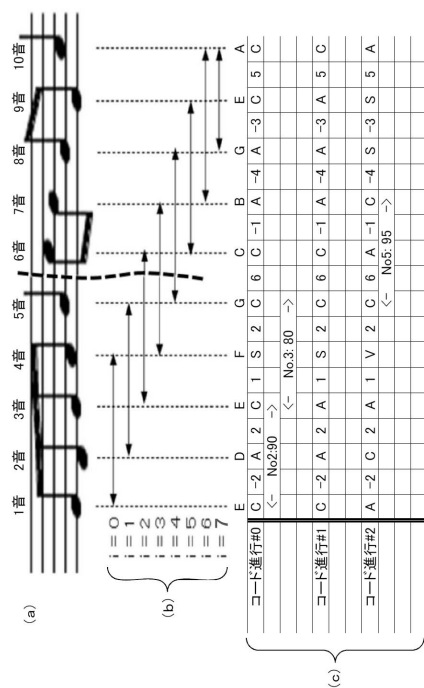 (a)
1音 2音 3音 4音 5音 6音 7音 8音 9音 10音
(b)
i=0
i=1
i=2
i=3
i=4
i=5
i=6
i=7
E D E F G C B G E A
(c)
コード進行#0 C -2 A 2 C 1 S 2 C 6 C -1 A -4 A -3 C 5 C
<- No2:90 ->
<- No.3: 80 ->
コード進行#1 C -2 A 2 A 1 S 2 C 6 C -1 A -4 A -3 A 5 C
コード進行#2 A -2 C 2 A 1 V 2 C 6 A -1 C -4 S -3 S 5 A
<- No5: 95 ->